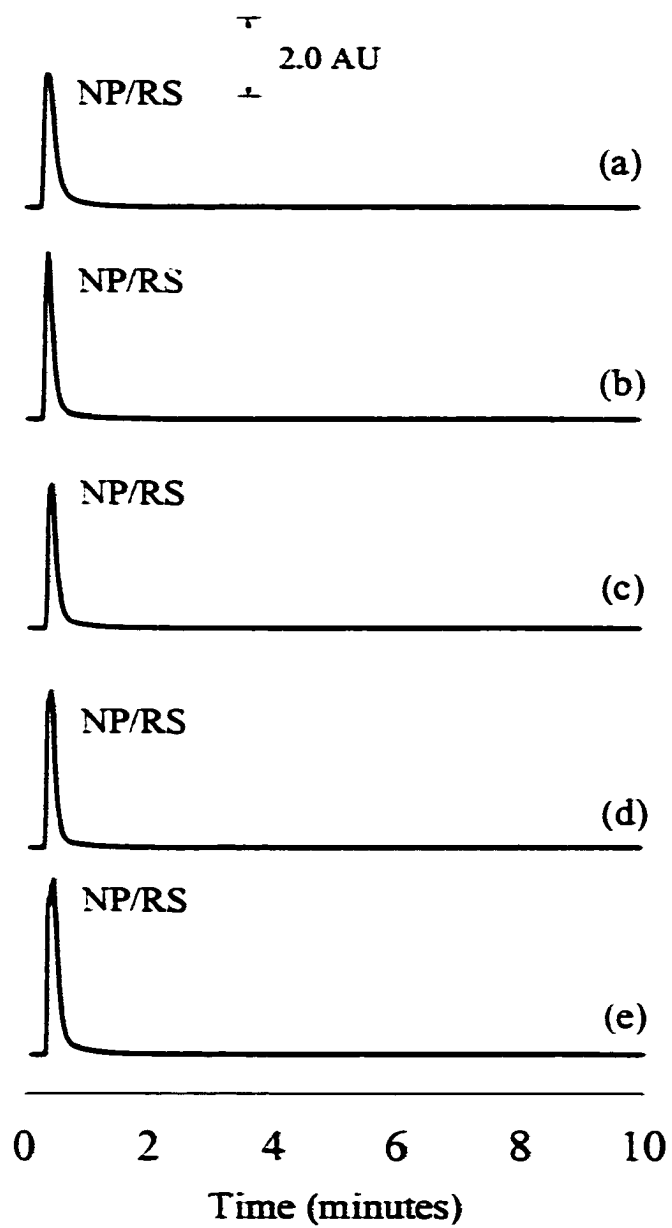 2.0 AU
NP/RS
(a)
NP/RS
(b)
NP/RS
(c)
NP/RS
(d)
NP/RS
(e)
0 2 4 6 8 10
Time (minutes)